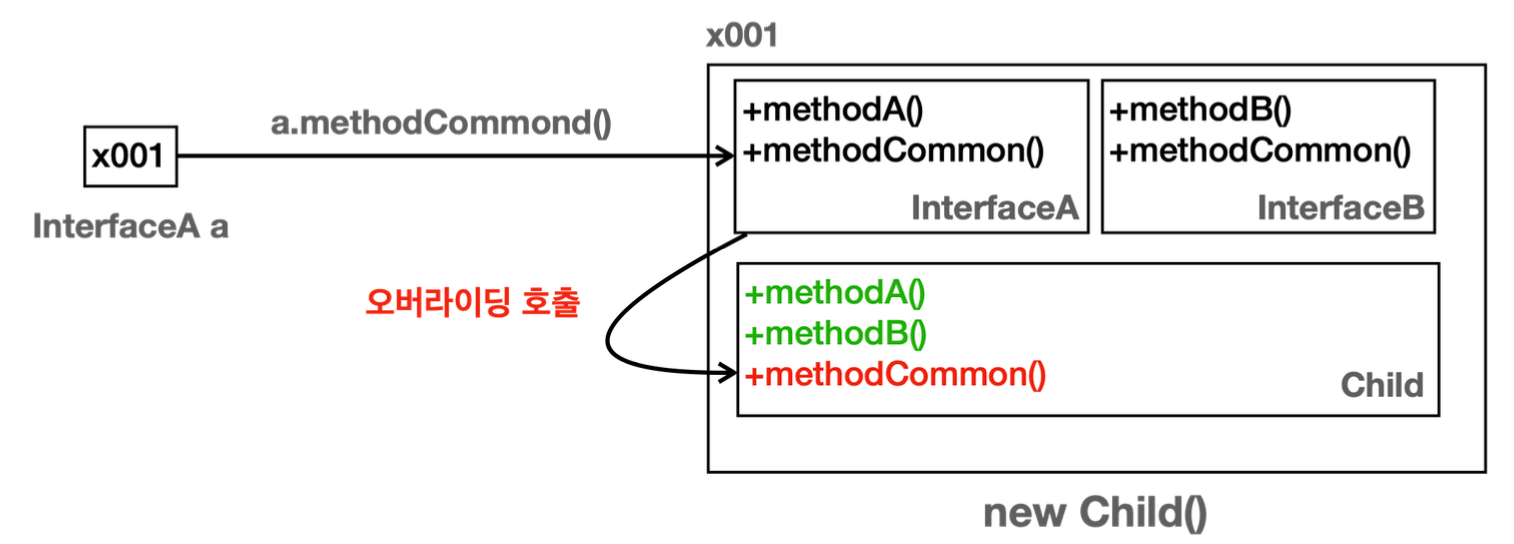 x001
a.methodCommond()
x001
InterfaceA a
+methodA()
+methodCommon()
InterfaceA
+methodB()
+methodCommon()
InterfaceB
오버라이딩 호출
+methodA()
+methodB()
+methodCommon()
Child
new Child()